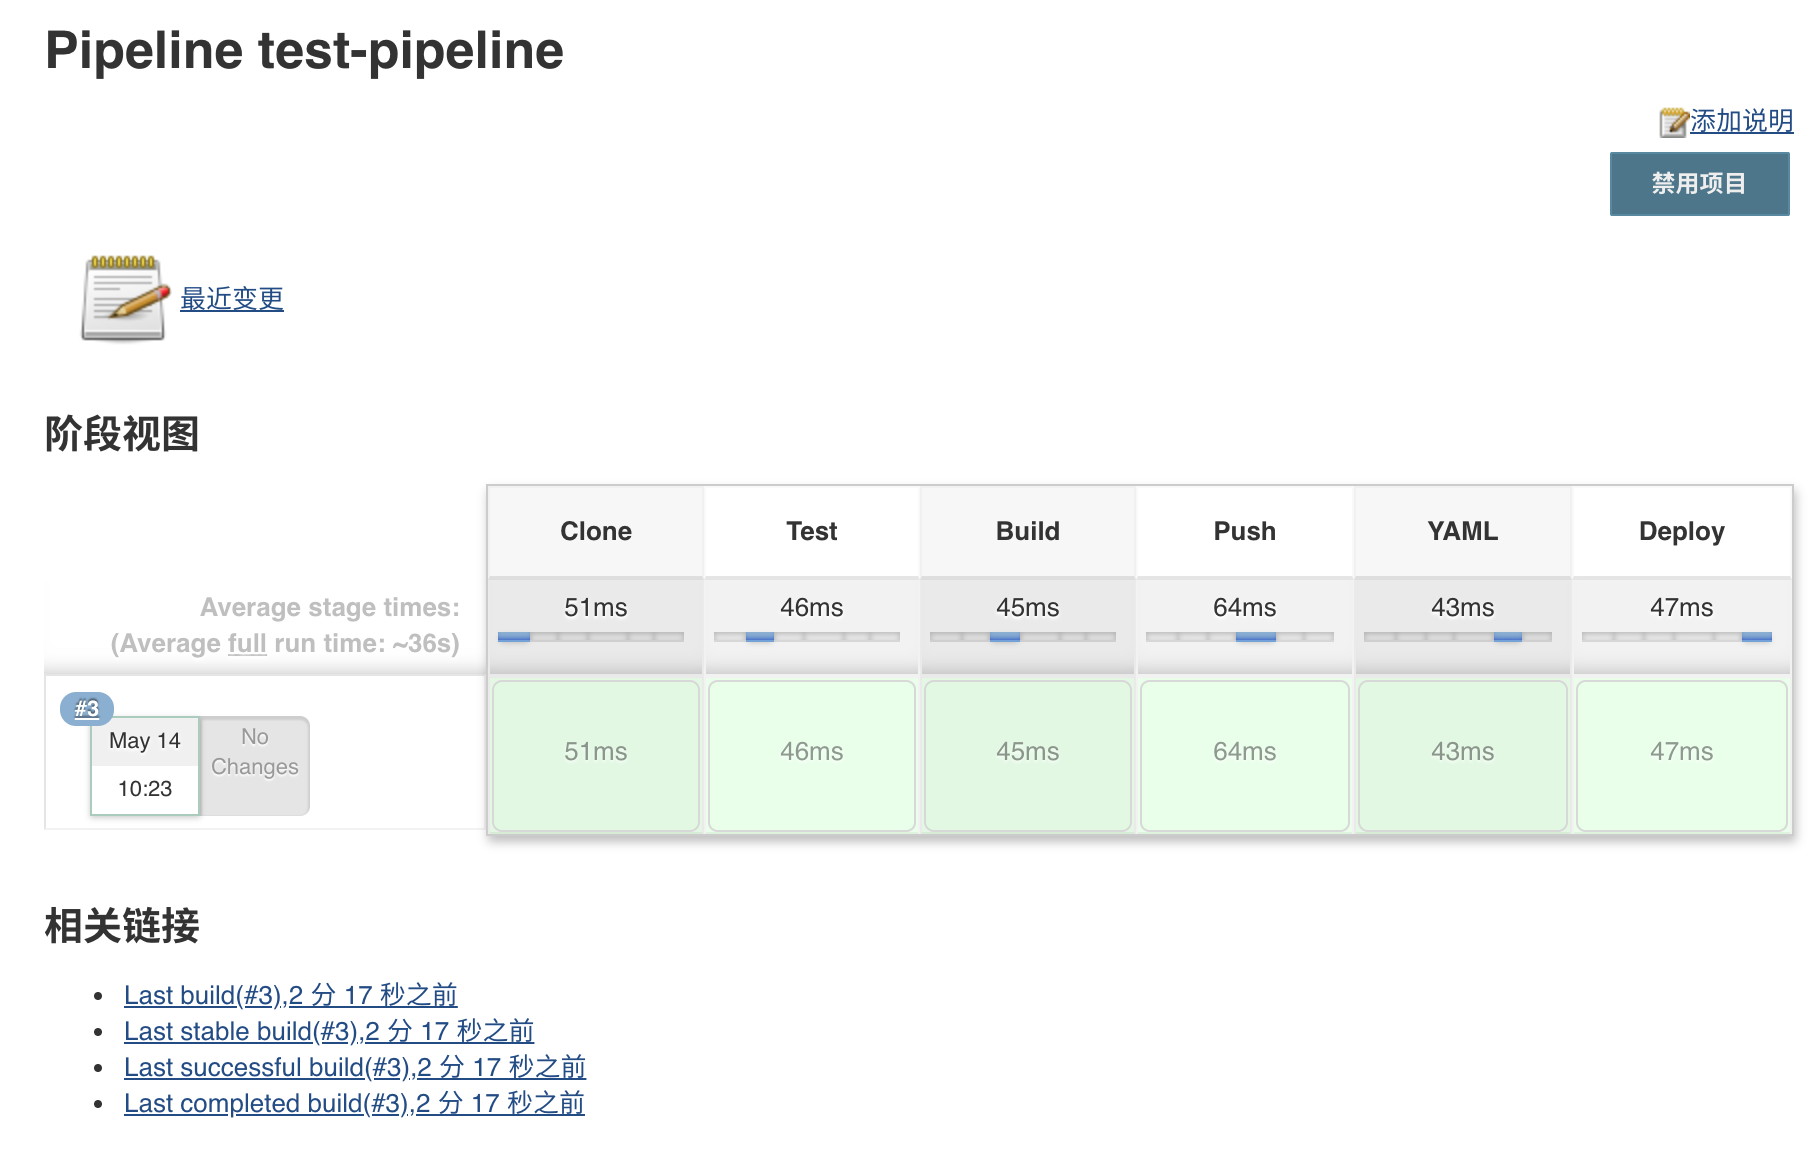 Pipeline test-pipeline
添加说明
禁用项目
最近变更
阶段视图
Clone Test Build Push YAML Deploy
Average stage times: 51ms 46ms 45ms 64ms 43ms 47ms
(Average full run time: ~36s)
#3
May 14 No
Changes
10:23
51ms 46ms 45ms 64ms 43ms 47ms
相关链接
Last build(#3),2 分 17 秒之前
Last stable build(#3),2 分 17 秒之前
Last successful build(#3),2 分 17 秒之前
Last completed build(#3),2 分 17 秒之前